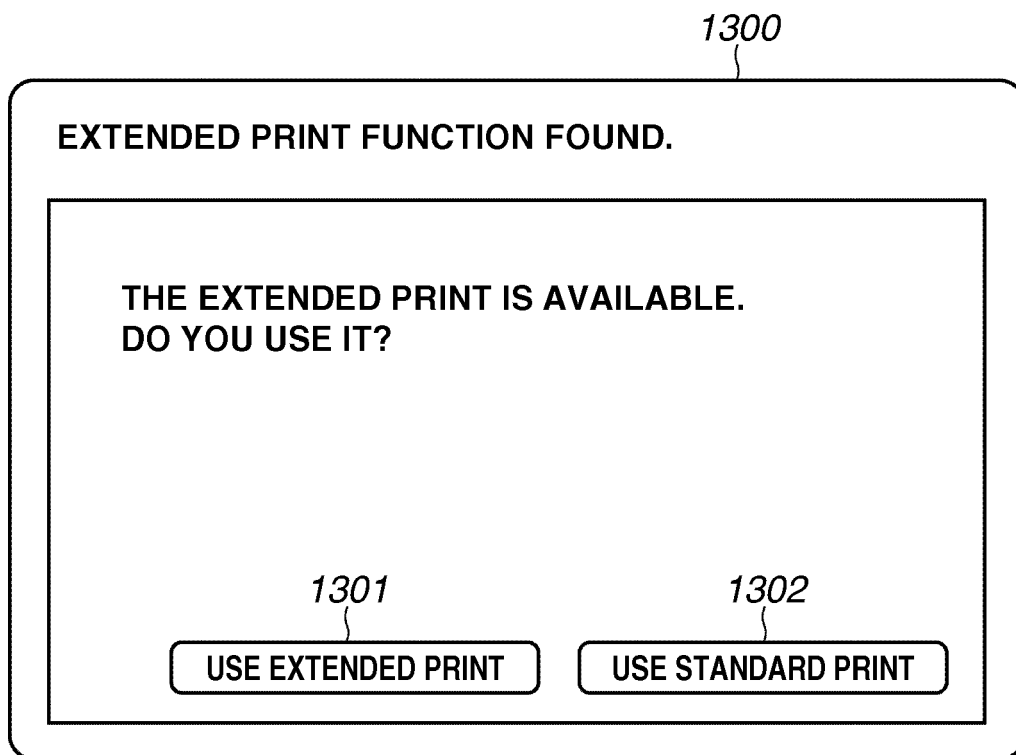 1300
EXTENDED PRINT FUNCTION FOUND.
THE EXTENDED PRINT IS AVAILABLE.
DO YOU USE IT?
1301
1302
USE EXTENDED PRINT
USE STANDARD PRINT